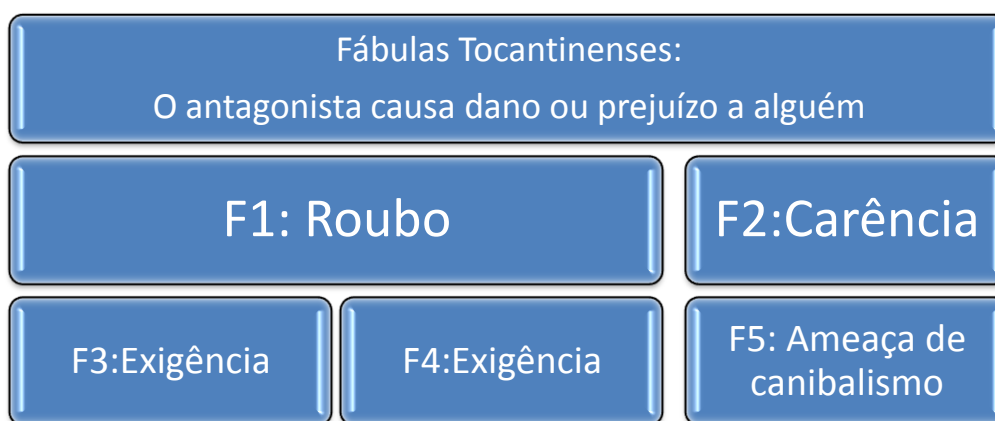 Fábulas Tocantinenses:
O antagonista causa dano ou prejuízo a alguém
F1: Roubo
F2:Carência
F3:Exigência
F4:Exigência
F5: Ameaça de
canibalismo